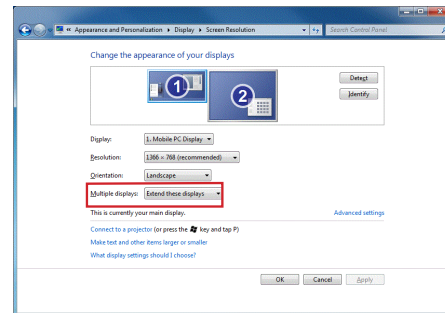 « Appearance and Personalization ▸ Display ▸ Screen Resolution
Search Control Panel
Change the appearance of your displays
1
2
Detect
Identify
Display: 1. Mobile PC Display
Resolution: 1366 × 768 (recommended)
Orientation: Landscape
Multiple displays: Extend these displays
This is currently your main display.
Advanced settings
Connect to a projector (or press the key and tap P)
Make text and other items larger or smaller
What display settings should I choose?
OK Cancel Apply